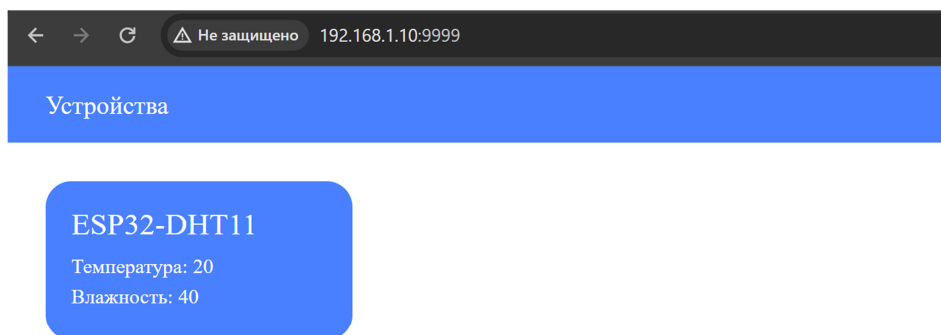 Не защищено 192.168.1.10:9999
Устройства
ESP32-DHT11
Температура: 20
Влажность: 40